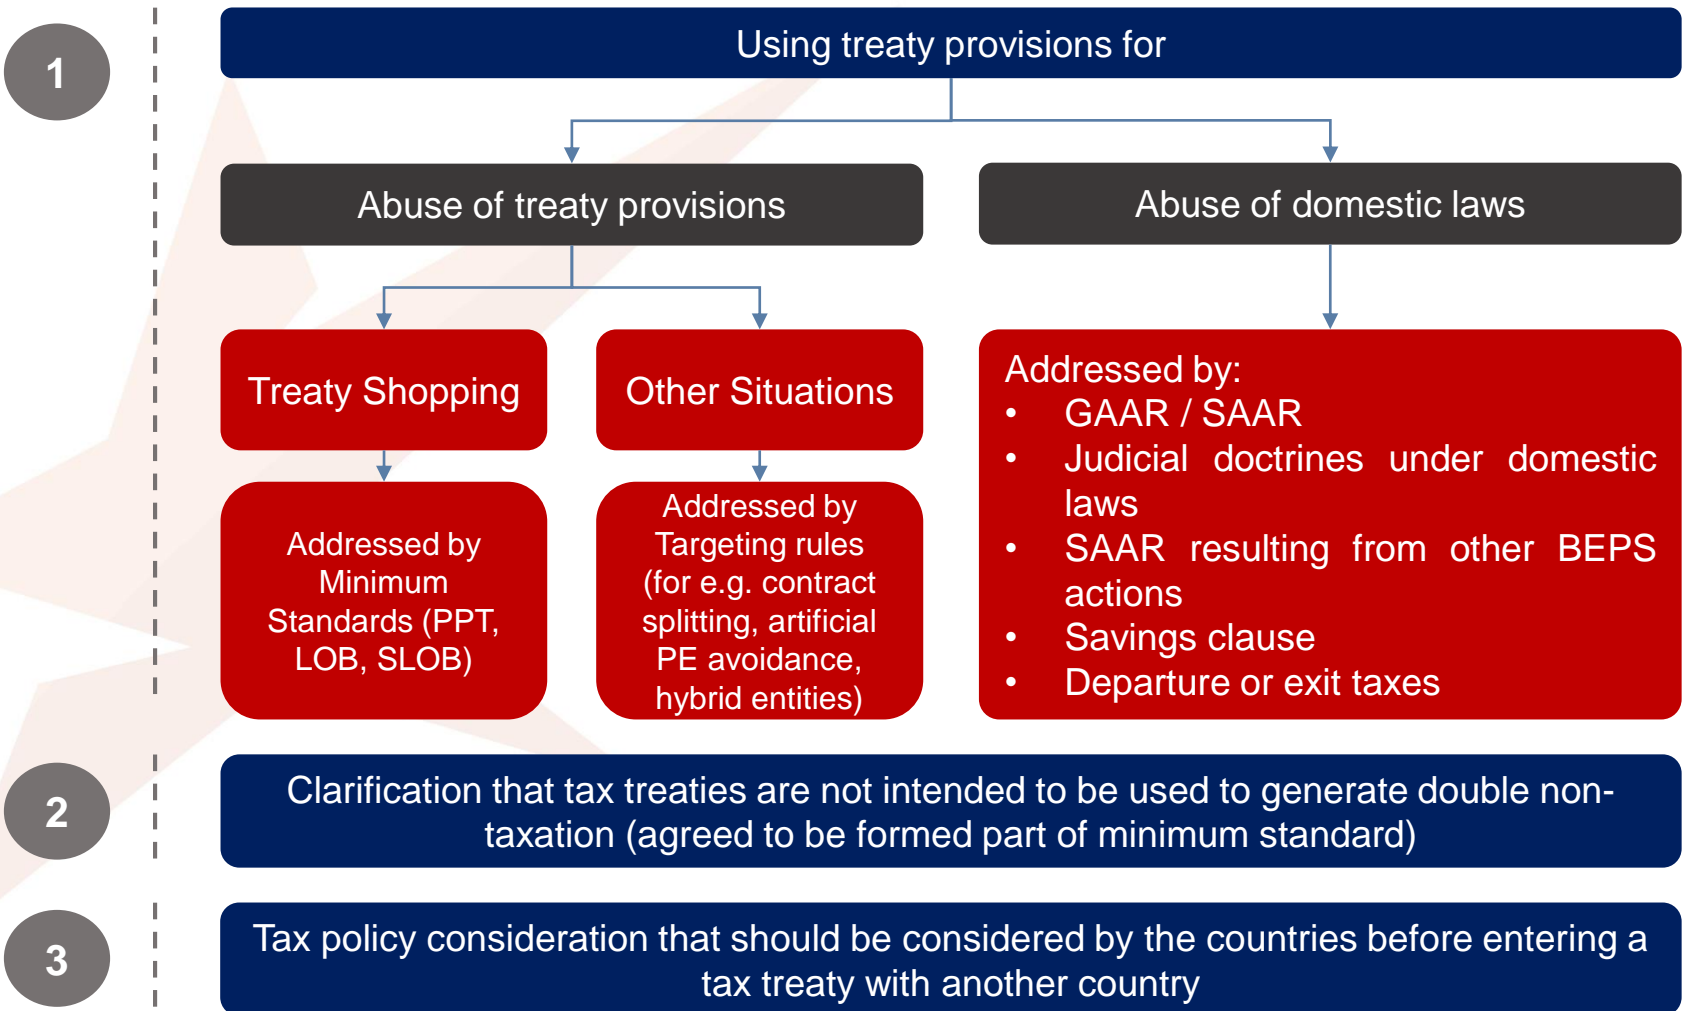 1
Using treaty provisions for
Abuse of treaty provisions
Abuse of domestic laws
Treaty Shopping
Other Situations
Addressed by
Minimum
Standards (PPT,
LOB, SLOB)
Addressed by
Targeting rules
(for e.g. contract
splitting, artificial
PE avoidance,
hybrid entities)
Addressed by:
• GAAR / SAAR
• Judicial doctrines under domestic
laws
• SAAR resulting from other BEPS
actions
• Savings clause
• Departure or exit taxes
2
Clarification that tax treaties are not intended to be used to generate double non-
taxation (agreed to be formed part of minimum standard)
3
Tax policy consideration that should be considered by the countries before entering a
tax treaty with another country